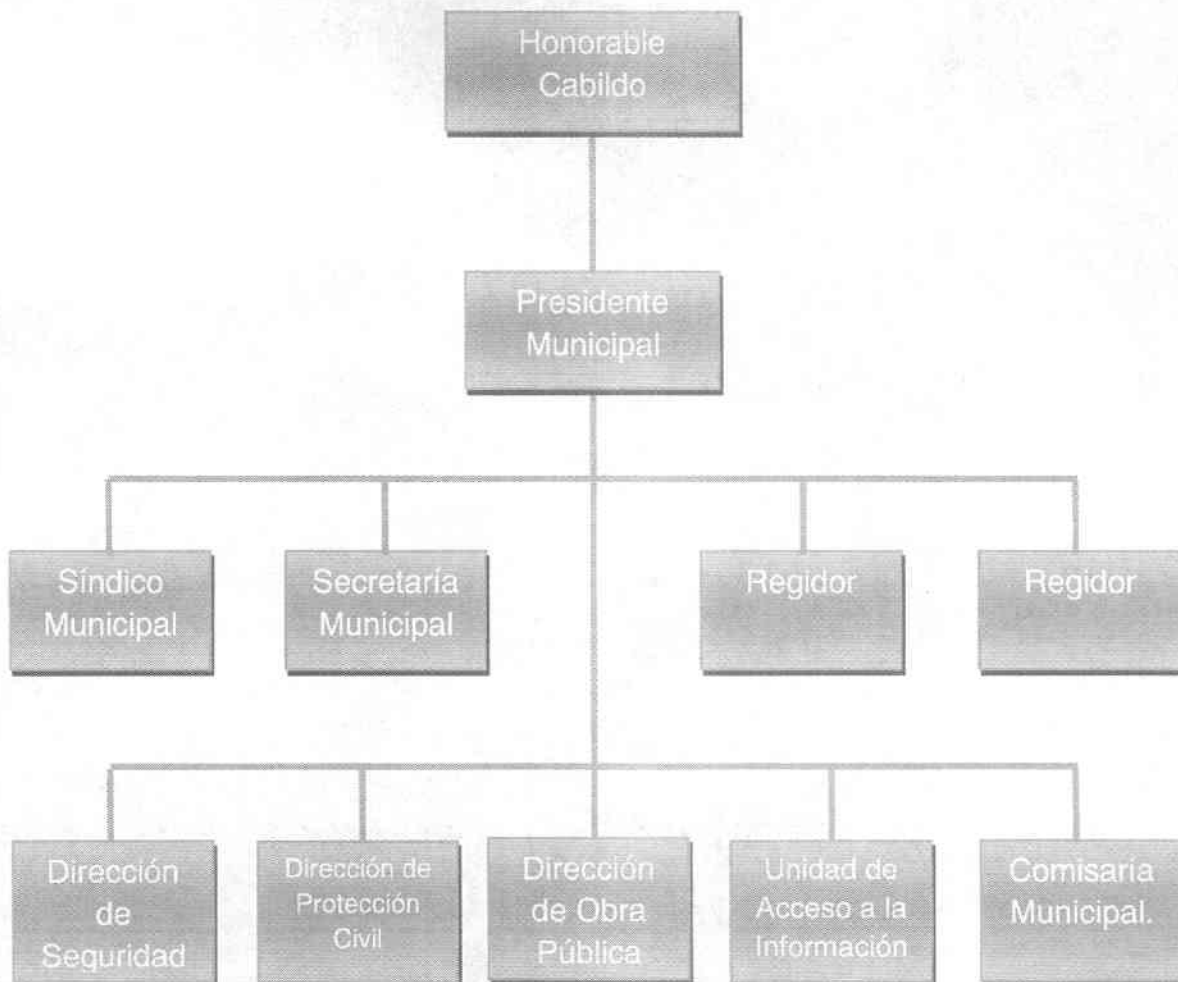 Honorable
Cabildo
Presidente
Municipal
Síndico
Municipal
Secretaría
Municipal
Regidor
Regidor
Dirección
de
Seguridad
Dirección de
Protección
Civil
Dirección
de Obra
Pública
Unidad de
Acceso a la
Información
Comisaría
Municipal.